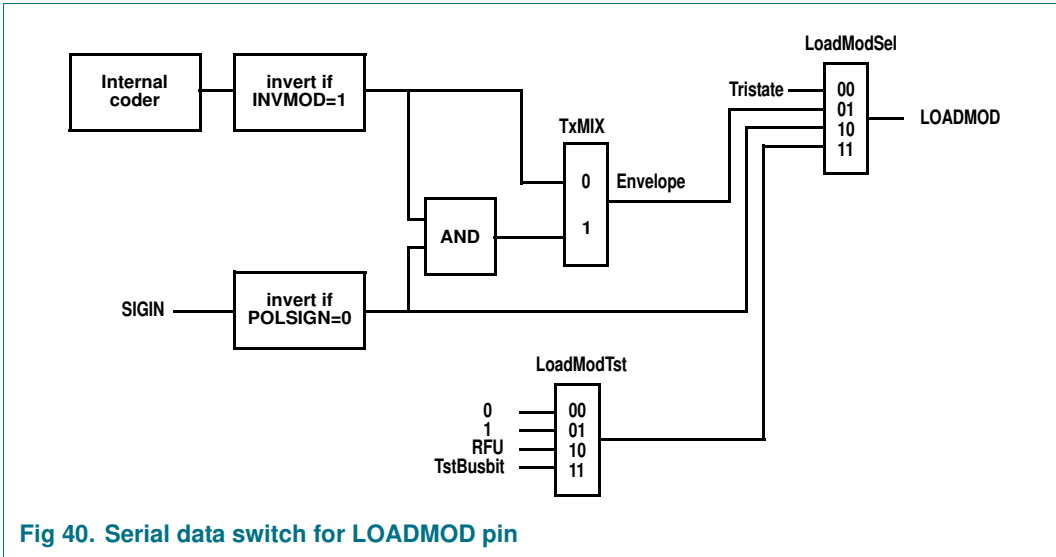 LoadModSel
Internal
coder
invert if
INVMOD=1
Tristate
00
01
10
11
LOADMOD
TxMIX
0
1
Envelope
AND
SIGIN
invert if
POLSIGN=0
LoadModTst
0
1
RFU
TstBusbit
00
01
10
11
Fig 40. Serial data switch for LOADMOD pin